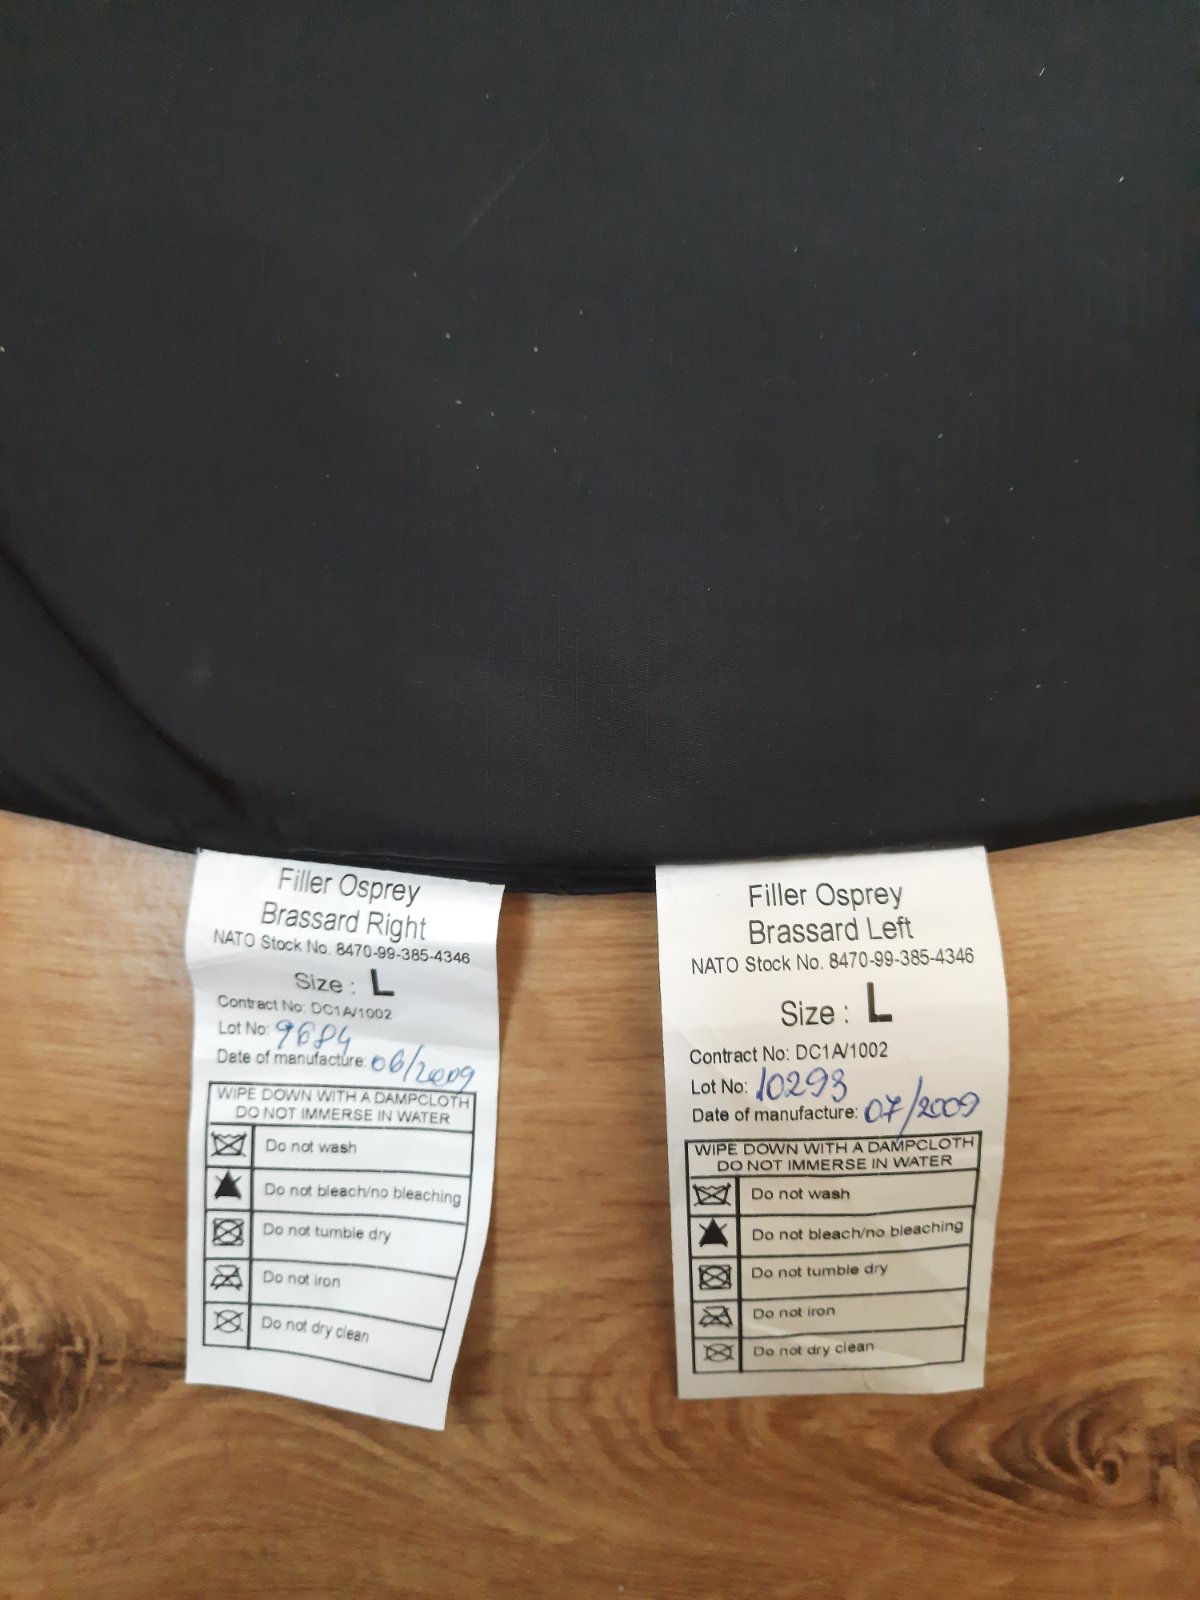 Filler Osprey
Brassard Right
NATO Stock No. 8470-99-385-4346
Size : L
Contract No: DC1A/1002
Lot No: 9684
Date of manufacture: 06/2009
WIPE DOWN WITH A DAMPCLOTH
DO NOT IMMERSE IN WATER
Do not wash
Do not bleach/no bleaching
Do not tumble dry
Do not iron
Do not dry clean
Filler Osprey
Brassard Left
NATO Stock No. 8470-99-385-4346
Size : L
Contract No: DC1A/1002
Lot No: 10293
Date of manufacture: 07/2009
WIPE DOWN WITH A DAMPCLOTH
DO NOT IMMERSE IN WATER
Do not wash
Do not bleach/no bleaching
Do not tumble dry
Do not iron
Do not dry clean